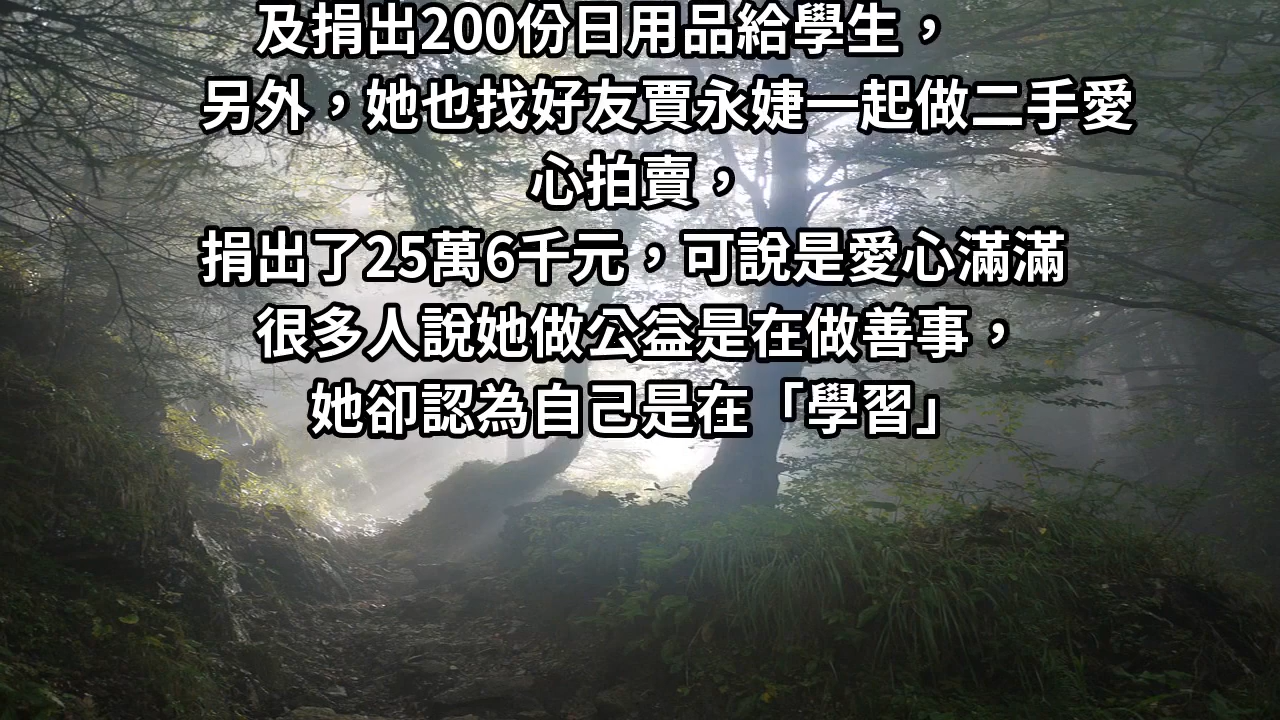 及捐出200份日用品給學生，
另外，她也找好友賈永婕一起做二手愛
心拍賣，
捐出了25萬6千元，可說是愛心滿滿
很多人說她做公益是在做善事，
她卻認為自己是在「學習」